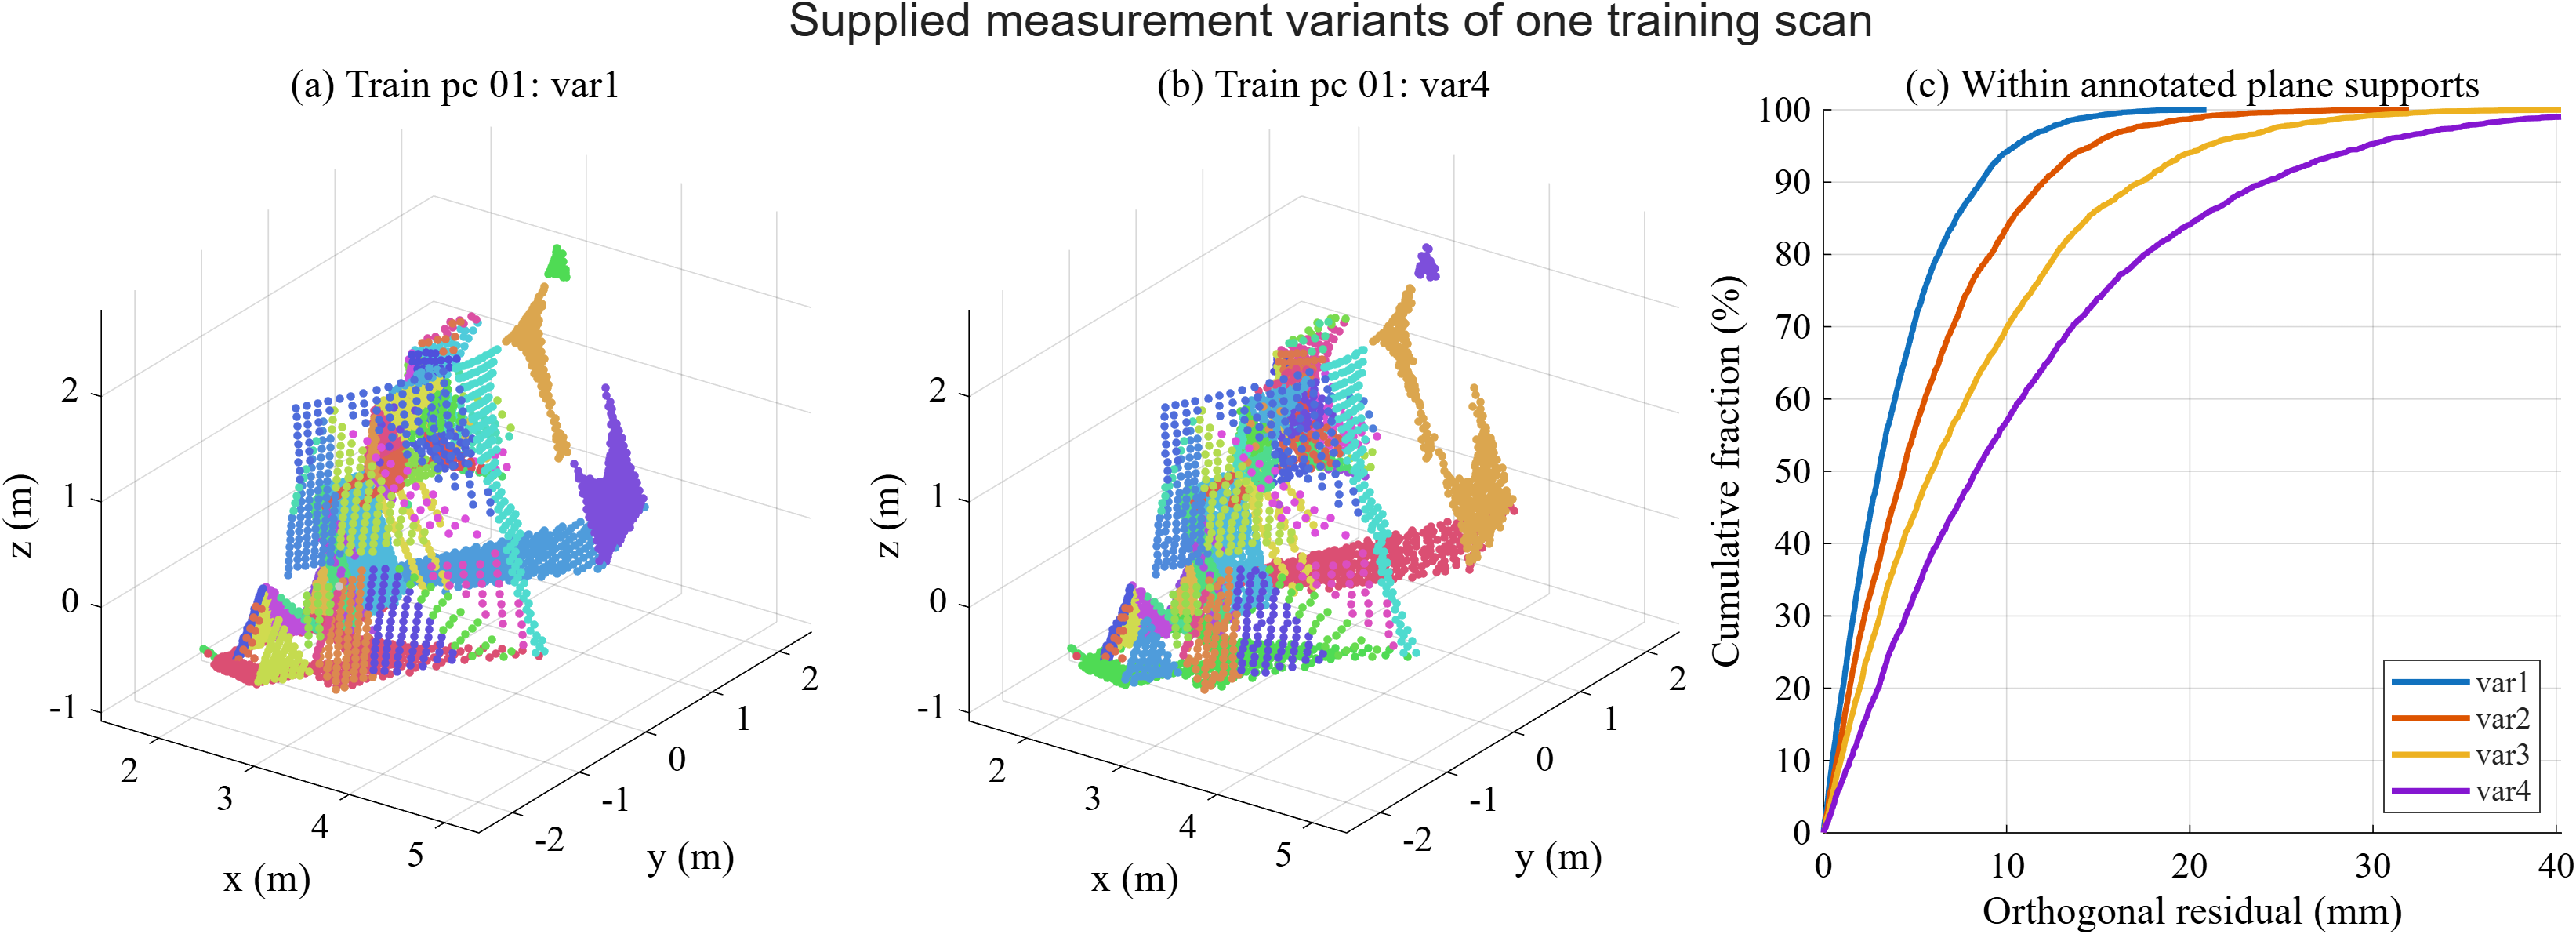 Supplied measurement variants of one training scan
(a) Train pc 01: var1
2
1
0
-1
z (m)
2
3
4
5
x (m)
-2
-1
0
1
2
y (m)
(b) Train pc 01: var4
2
1
0
-1
z (m)
2
3
4
5
x (m)
-2
-1
0
1
2
y (m)
(c) Within annotated plane supports
100
90
80
70
60
50
40
30
20
10
0
Cumulative fraction (%)
0
10
20
30
40
Orthogonal residual (mm)
var1
var2
var3
var4